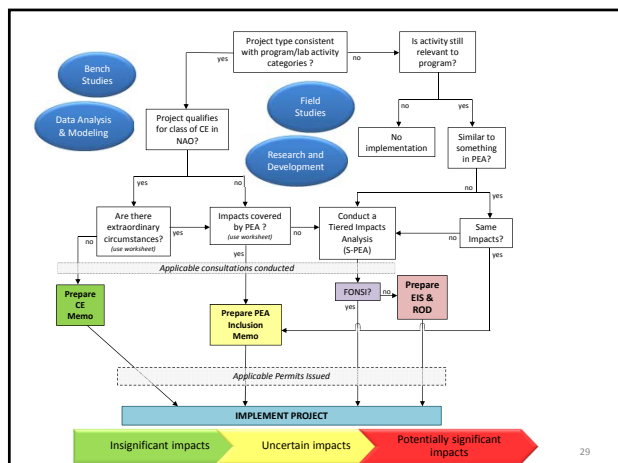 Project type consistent
with program/lab activity
categories ?
Is activity still
relevant to
program?
yes
no
Bench
Studies
Data Analysis
& Modeling
Field
Studies
Research and
Development
no
yes
Project qualifies
for class of CE in
NAO?
No
implementation
Similar to
something
in PEA?
yes
no
yes
no
Are there
extraordinary
circumstances?
(use worksheet)
yes
Impacts covered
by PEA ?
(use worksheet)
no
Conduct a
Tiered Impacts
Analysis
(S-PEA)
no
Same
Impacts?
no
yes
yes
Applicable consultations conducted
Prepare
CE
Memo
Prepare PEA
Inclusion
Memo
FONSI?
no
yes
Prepare
EIS &
ROD
Applicable Permits Issued
IMPLEMENT PROJECT
Insignificant impacts
Uncertain impacts
Potentially significant
impacts
29